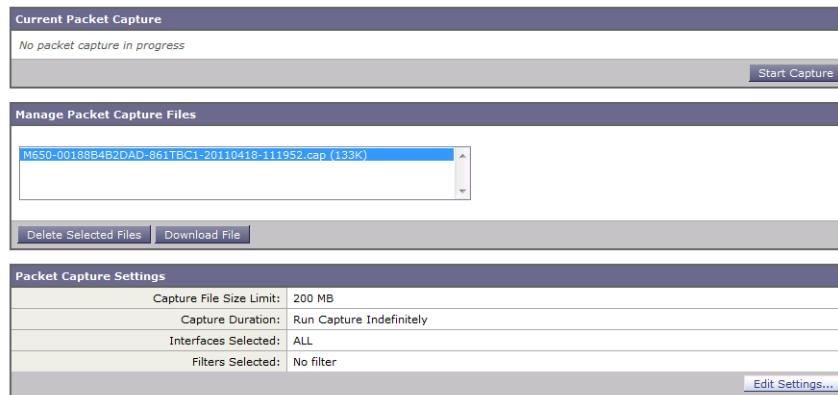 Current Packet Capture
No packet capture in progress
Start Capture
Manage Packet Capture Files
M650-00188B4B2DAD-861TBC1-20110418-111952.cap (133K)
Delete Selected Files Download File
Packet Capture Settings
Capture File Size Limit: 200 MB
Capture Duration: Run Capture Indefinitely
Interfaces Selected: ALL
Filters Selected: No filter
Edit Settings...